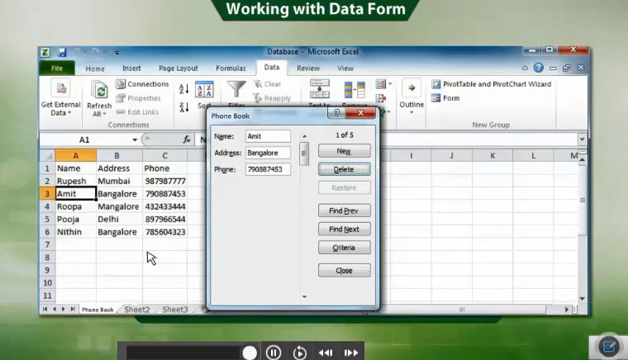 Working with Data Form
Database - Microsoft Excel
File Home Insert Page Layout Formulas Data Review View
Get External Data
Refresh All
Connections
Properties
Edit Links
Connections
Filter
Clear
Outline
PivotTable and PivotChart Wizard
Form
New Group
A1
fx
A B C H I J K L M
1 Name Address Phone
2 Rupesh Mumbai 987987777
3 Amit Bangalore 790887453
4 Roopa Mangalore 432433444
5 Pooja Delhi 897966544
6 Nithin Bangalore 785604323
7
8
9
10
11
Phone Book
Name: Amit
Address: Bangalore
Phone: 790887453
1 of 5
New
Delete
Restore
Find Prev
Find Next
Criteria
Close
Phone Book Sheet2 Sheet3